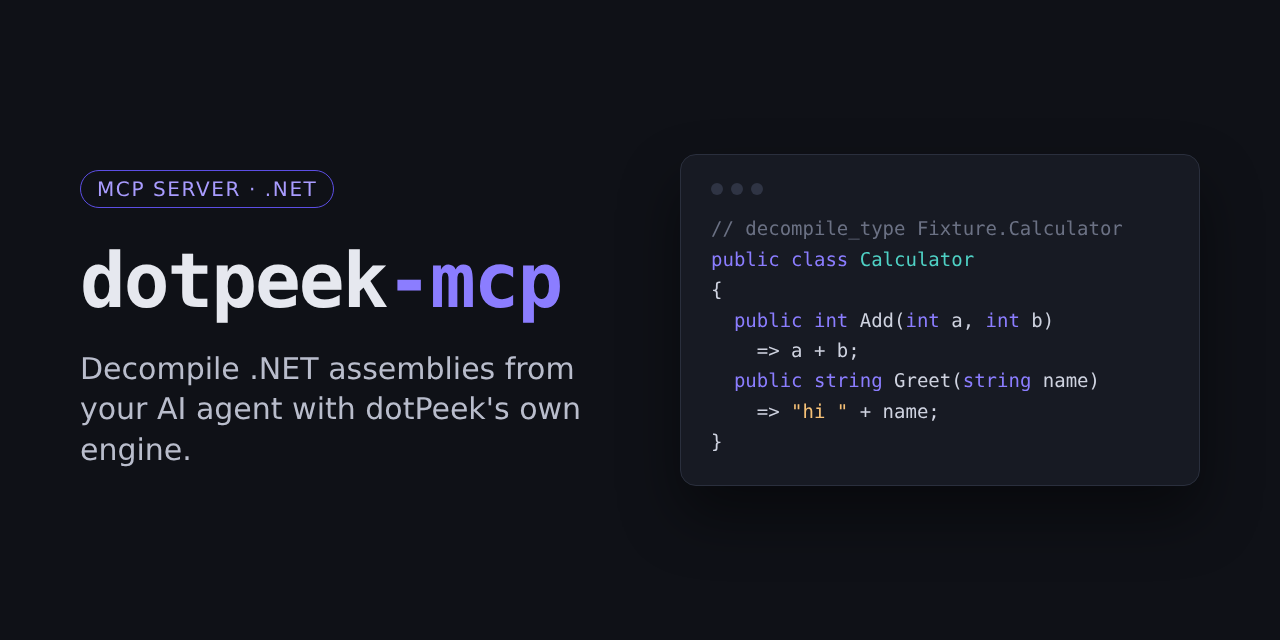 MCP SERVER · .NET
dotpeek-mcp
Decompile .NET assemblies from
your AI agent with dotPeek's own
engine.
// decompile_type Fixture.Calculator
public class Calculator
{
  public int Add(int a, int b)
    => a + b;
  public string Greet(string name)
    => "hi " + name;
}